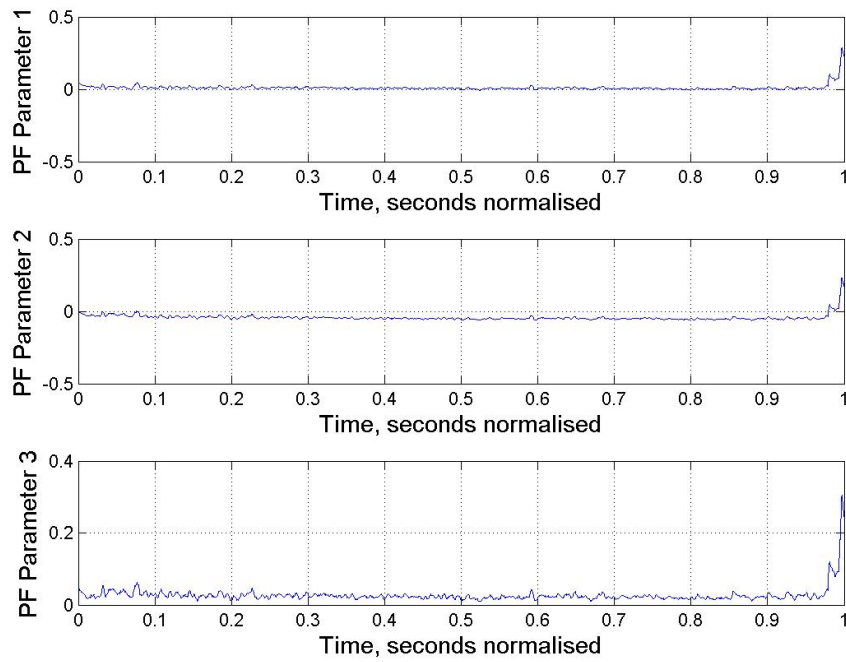 PF Parameter 1
0.5
0
-0.5
0 0.1 0.2 0.3 0.4 0.5 0.6 0.7 0.8 0.9 1
Time, seconds normalised
PF Parameter 2
0.5
0
-0.5
0 0.1 0.2 0.3 0.4 0.5 0.6 0.7 0.8 0.9 1
Time, seconds normalised
PF Parameter 3
0.4
0.2
0
0 0.1 0.2 0.3 0.4 0.5 0.6 0.7 0.8 0.9 1
Time, seconds normalised